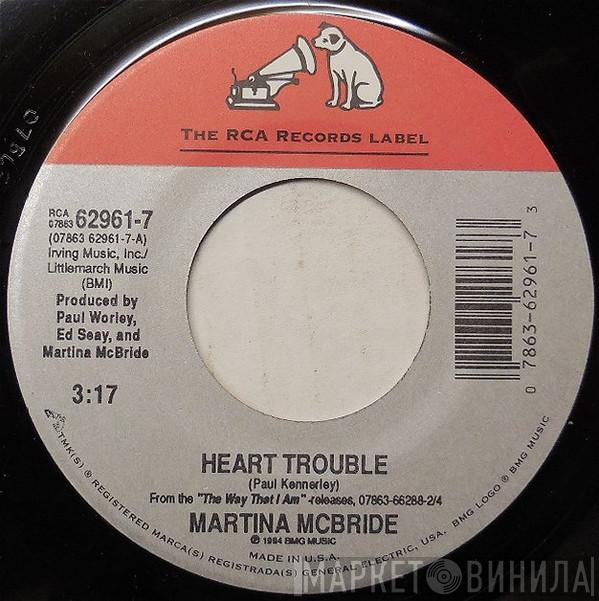 THE RCA RECORDS LABEL
RCA
07863 62961-7
(07863 62961-7-A)
Irving Music, Inc./
Littlemarch Music
(BMI)
Produced by
Paul Worley,
Ed Seay, and
Martina McBride
3:17
0 7863-62961-7 3
HEART TROUBLE
(Paul Kennerley)
From the "The Way That I Am" -releases, 07863-66288-2/4
MARTINA MCBRIDE
℗ 1994 BMG MUSIC
MADE IN U.S.A.
TMK(S) ® REGISTERED MARCA(S) REGISTRADA(S) GENERAL ELECTRIC, USA. BMG LOGO ® BMG MUSIC
МАРКЕТ ВИНИЛА